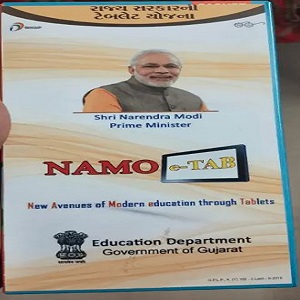 રાજ્ય સરકારની
ટેબલેટ યોજના
Shri Narendra Modi
Prime Minister
NAMO e-TAB
New Avenues of Modern education through Tablets
Education Department
Government of Gujarat